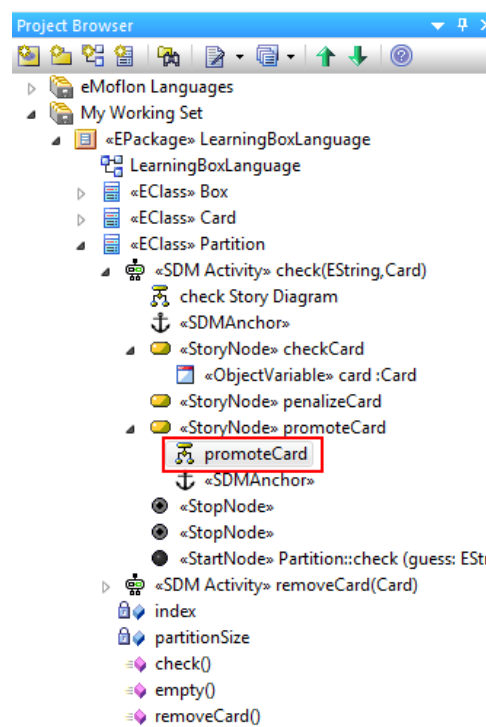 Project Browser
eMoflon Languages
My Working Set
«EPackage» LearningBoxLanguage
LearningBoxLanguage
«EClass» Box
«EClass» Card
«EClass» Partition
«SDM Activity» check(EString,Card)
check Story Diagram
«SDMAnchor»
«StoryNode» checkCard
«ObjectVariable» card :Card
«StoryNode» penalizeCard
«StoryNode» promoteCard
promoteCard
«SDMAnchor»
«StopNode»
«StopNode»
«StartNode» Partition::check (guess: EStr
«SDM Activity» removeCard(Card)
index
partitionSize
check()
empty()
removeCard()